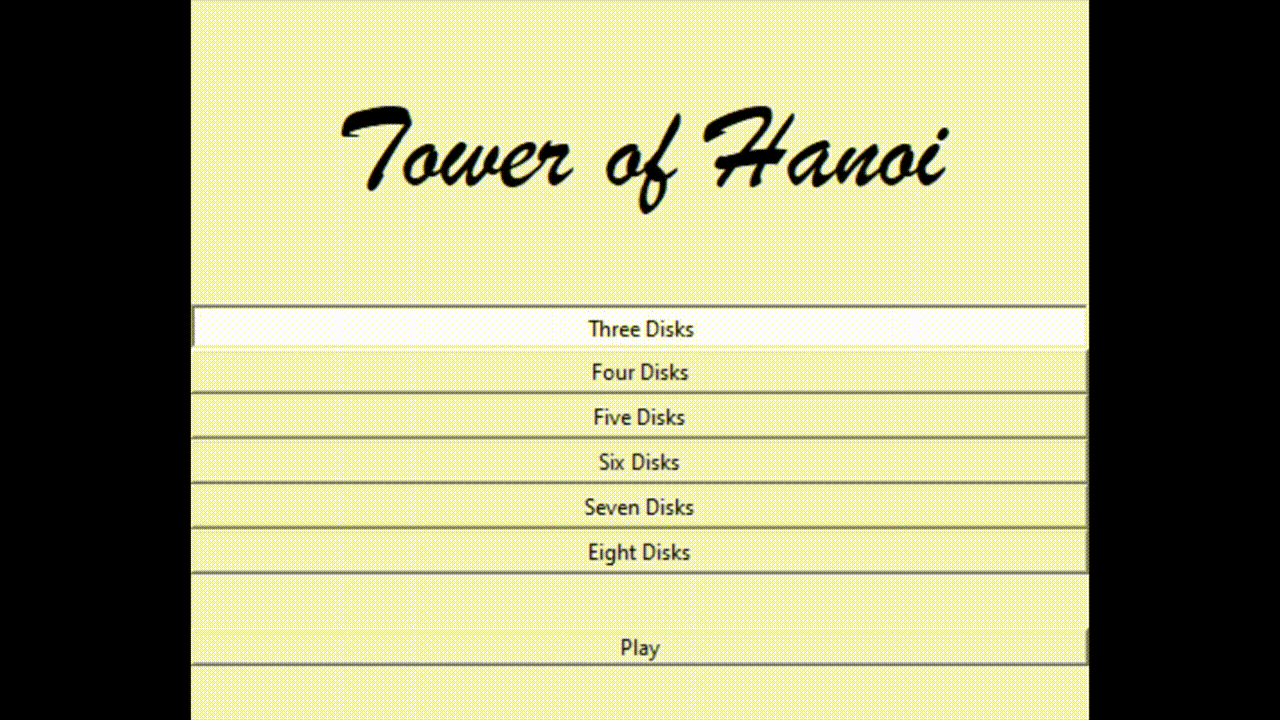 Tower of Hanoi
Three Disks
Four Disks
Five Disks
Six Disks
Seven Disks
Eight Disks
Play